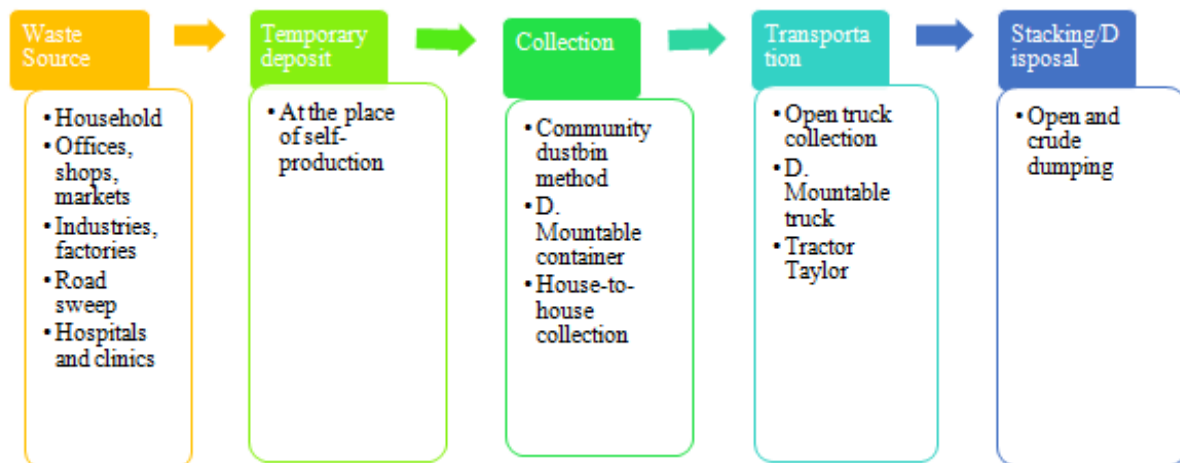 Waste
Source
• Household
• Offices,
shops,
markets
• Industries,
factories
• Road
sweep
• Hospitals
and clinics
Temporary
deposit
• At the place
of self-
production
Collection
• Community
dustbin
method
• D.
Mountable
container
• House-to-
house
collection
Transporta
tion
• Open truck
collection
• D.
Mountable
truck
• Tractor
Taylor
Stacking/D
isposal
• Open and
crude
dumping